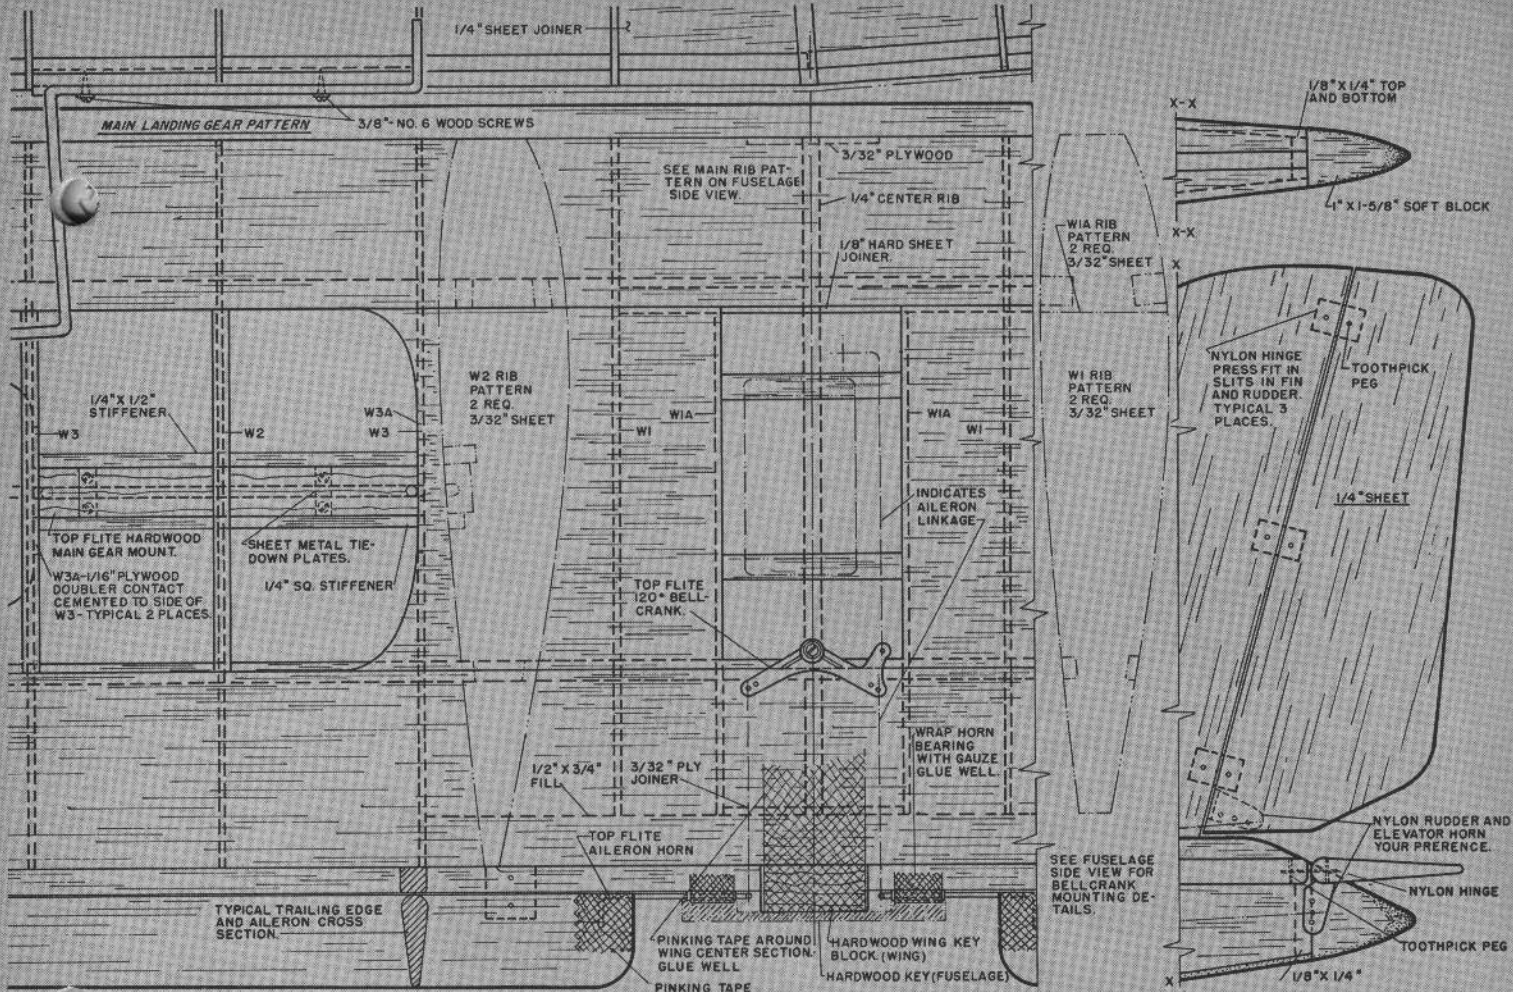 1/4" SHEET JOINER
MAIN LANDING GEAR PATTERN
3/8"-NO. 6 WOOD SCREWS
SEE MAIN RIB PAT-
TERN ON FUSELAGE
SIDE VIEW.
3/32" PLYWOOD
1/4" CENTER RIB
1/8" HARD SHEET
JOINER.
W1A RIB
PATTERN
2 REQ.
3/32" SHEET
X-X
1/8" X 1/4" TOP
AND BOTTOM
1" X 1-5/8" SOFT BLOCK
X-X
X
1/4" X 1/2"
STIFFENER
W3
W2
W3A
W3
W2 RIB
PATTERN
2 REQ.
3/32" SHEET
W1
W1A
W1A
W1
W1 RIB
PATTERN
2 REQ.
3/32" SHEET
NYLON HINGE
PRESS FIT IN
SLITS IN FIN
AND RUDDER.
TYPICAL 3
PLACES.
TOOTHPICK
PEG
1/4" SHEET
TOP FLITE HARDWOOD
MAIN GEAR MOUNT.
SHEET METAL TIE-
DOWN PLATES.
W3A-1/16" PLYWOOD
DOUBLER CONTACT
CEMENTED TO SIDE OF
W3-TYPICAL 2 PLACES.
1/4" SQ. STIFFENER
INDICATES
AILERON
LINKAGE
TOP FLITE
120° BELL-
CRANK.
WRAP HORN
BEARING
WITH GAUZE
GLUE WELL.
1/2" X 3/4"
FILL
3/32" PLY
JOINER
TOP FLITE
AILERON HORN
NYLON RUDDER AND
ELEVATOR HORN
YOUR PRERENCE.
SEE FUSELAGE
SIDE VIEW FOR
BELLCRANK
MOUNTING DE-
TAILS.
NYLON HINGE
TYPICAL TRAILING EDGE
AND AILERON CROSS
SECTION.
PINKING TAPE AROUND
WING CENTER SECTION.
GLUE WELL
HARDWOOD WING KEY
BLOCK. (WING)
HARDWOOD KEY (FUSELAGE)
TOOTHPICK PEG
1/8" X 1/4"
X
PINKING TAPE